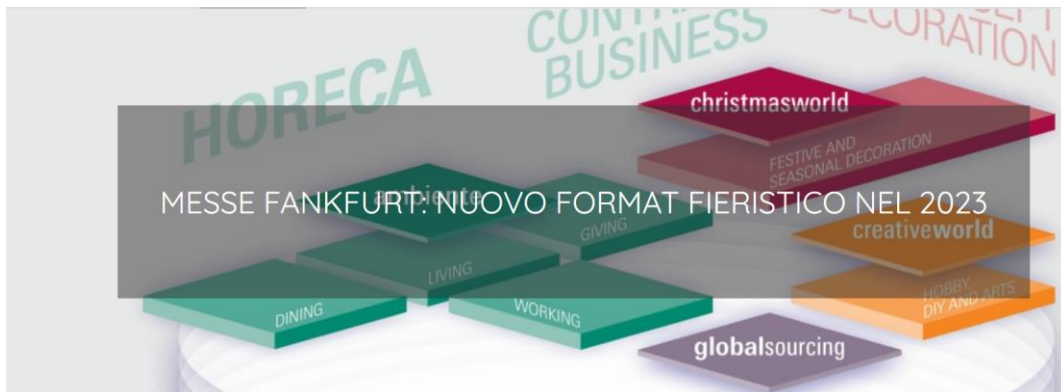 HORECA
BUSINESS
DECORATION
christmasworld
FESTIVE AND
SEASONAL DECORATION
ambiente
MESSE FANKFURT: NUOVO FORMAT FIERISTICO NEL 2023
GIVING
creativeworld
LIVING
HOBBY,
DIY AND ARTS
DINING
WORKING
globalsourcing